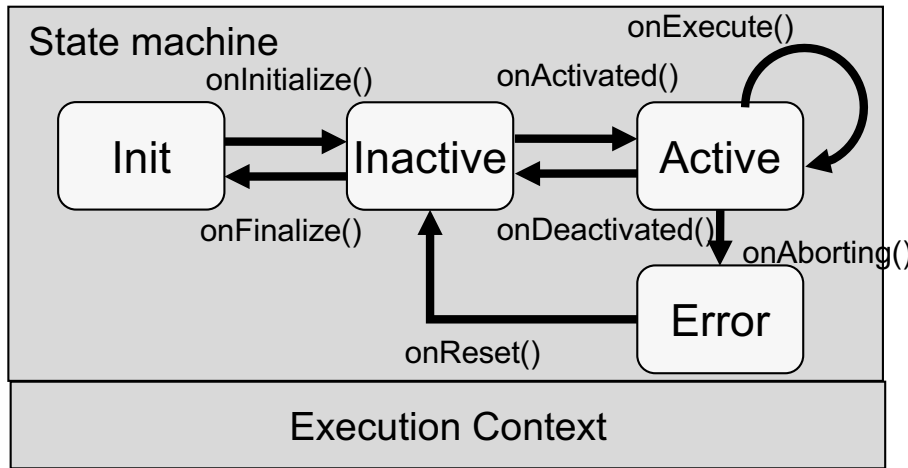 State machine
onExecute()
onInitialize()
onActivated()
Init
Inactive
Active
onFinalize()
onDeactivated()
onAborting()
Error
onReset()
Execution Context